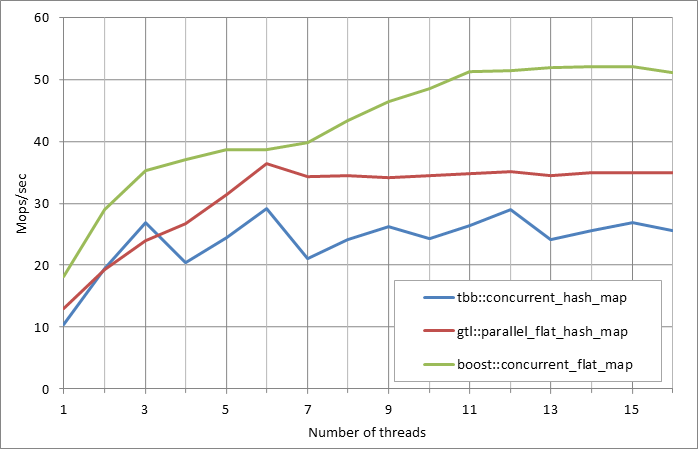 60
50
40
30
20
10
0
Mops/sec
tbb::concurrent_hash_map
gtl::parallel_flat_hash_map
boost::concurrent_flat_map
1 3 5 7 9 11 13 15
Number of threads